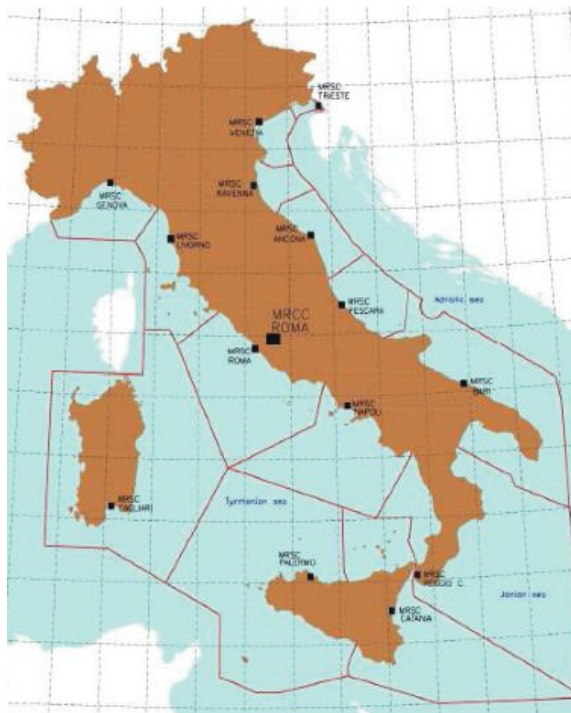 MRSC
TRIESTE
MRSC
VENEZIA
MRSC
RAVENNA
MRSC
GENOVA
MRSC
LIVORNO
MRSC
ANCONA
MRCC
ROMA
MRSC
PESCARA
Adriatic sea
MRSC
ROMA
MRSC
NAPOLI
MRSC
BARI
MRSC
CAGLIARI
Tyrrhenian sea
MRSC
PALERMO
MRSC
REGGIO C.
Jonian sea
MRSC
CATANIA